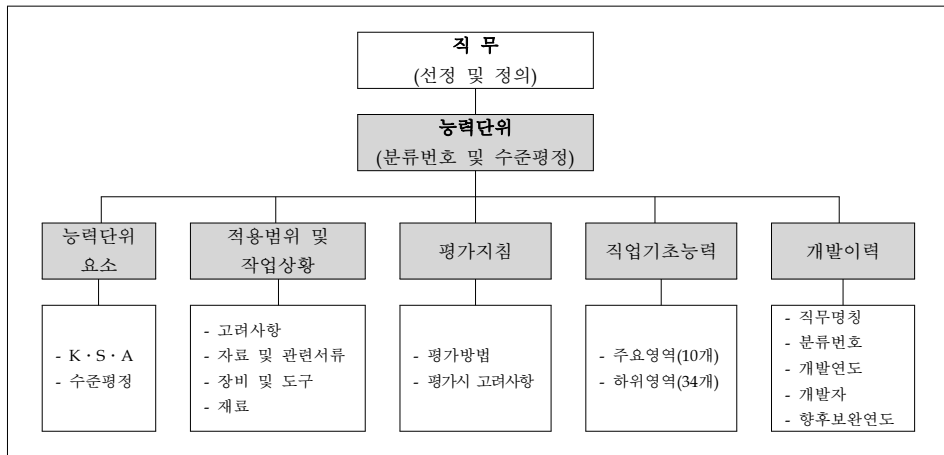 직 무
(선정 및 정의)
능력단위
(분류번호 및 수준평정)
능력단위
요소
적용범위 및
작업상황
평가지침
직업기초능력
개발이력
- K · S · A
- 수준평정
- 고려사항
- 자료 및 관련서류
- 장비 및 도구
- 재료
- 평가방법
- 평가시 고려사항
- 주요영역(10개)
- 하위영역(34개)
- 직무명칭
- 분류번호
- 개발연도
- 개발자
- 향후보완연도